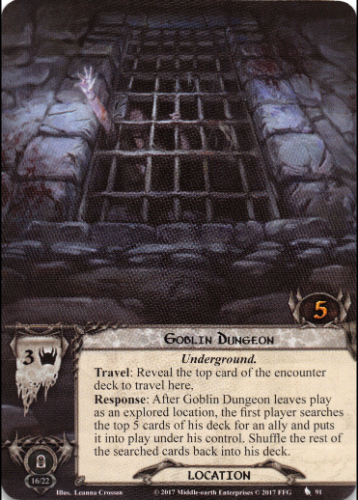 5
Goblin Dungeon
3
Underground.
Travel: Reveal the top card of the encounter
deck to travel here.
Response: After Goblin Dungeon leaves play
as an explored location, the first player searches
the top 5 cards of his deck for an ally and puts
it into play under his control. Shuffle the rest
of the searched cards back into his deck.
16/22
LOCATION
Illus. Leanna Crossan © 2017 Middle-earth Enterprises © 2017 FFG 91